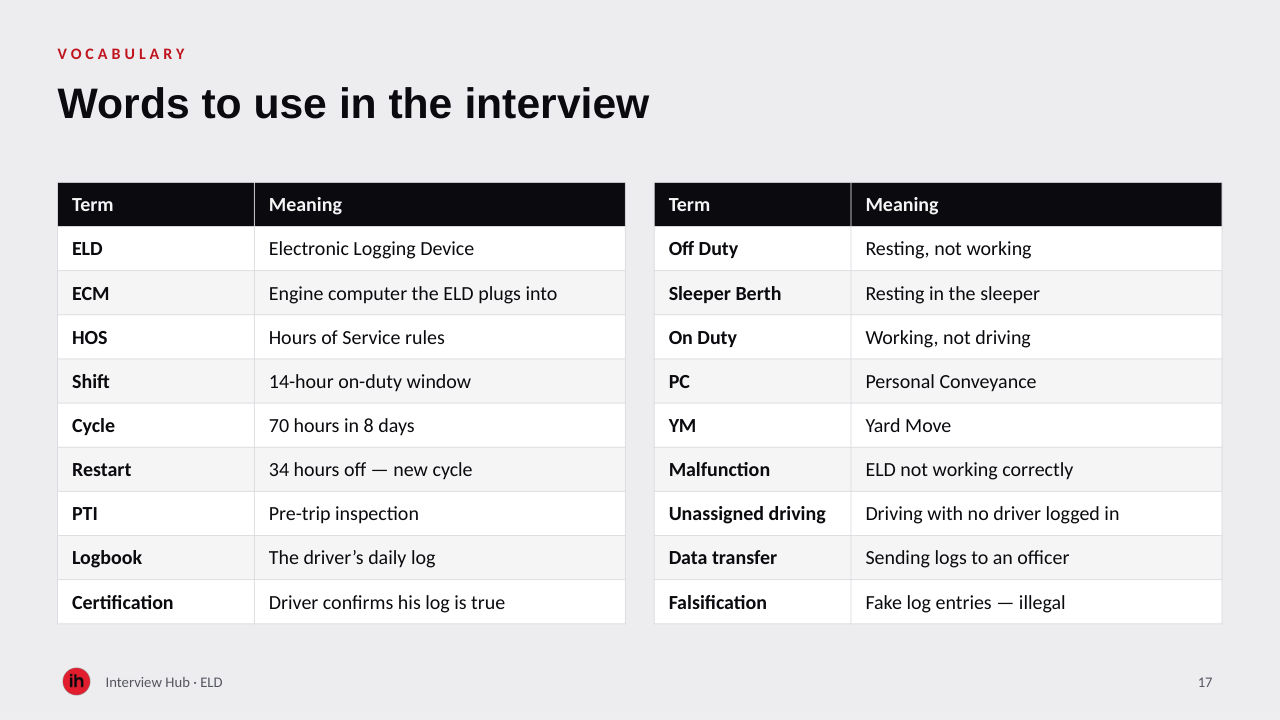 VOCABULARY
Words to use in the interview
Term Meaning
ELD Electronic Logging Device
ECM Engine computer the ELD plugs into
HOS Hours of Service rules
Shift 14-hour on-duty window
Cycle 70 hours in 8 days
Restart 34 hours off — new cycle
PTI Pre-trip inspection
Logbook The driver’s daily log
Certification Driver confirms his log is true
Term Meaning
Off Duty Resting, not working
Sleeper Berth Resting in the sleeper
On Duty Working, not driving
PC Personal Conveyance
YM Yard Move
Malfunction ELD not working correctly
Unassigned driving Driving with no driver logged in
Data transfer Sending logs to an officer
Falsification Fake log entries — illegal
ih Interview Hub · ELD
17